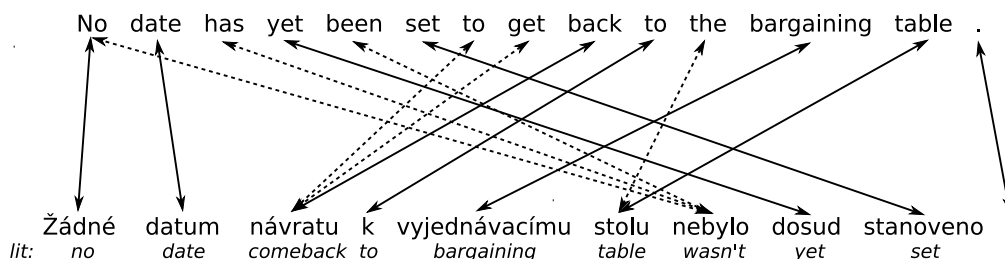 No date has yet been set to get back to the bargaining table .
Žádné datum návratu k vyjednávacímu stolu nebylo dosud stanoveno
lit: no date comeback to bargaining table wasn't yet set